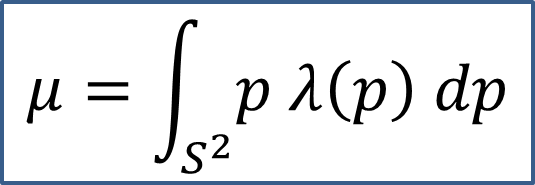 μ = ∫_{S²} p λ(p) dp